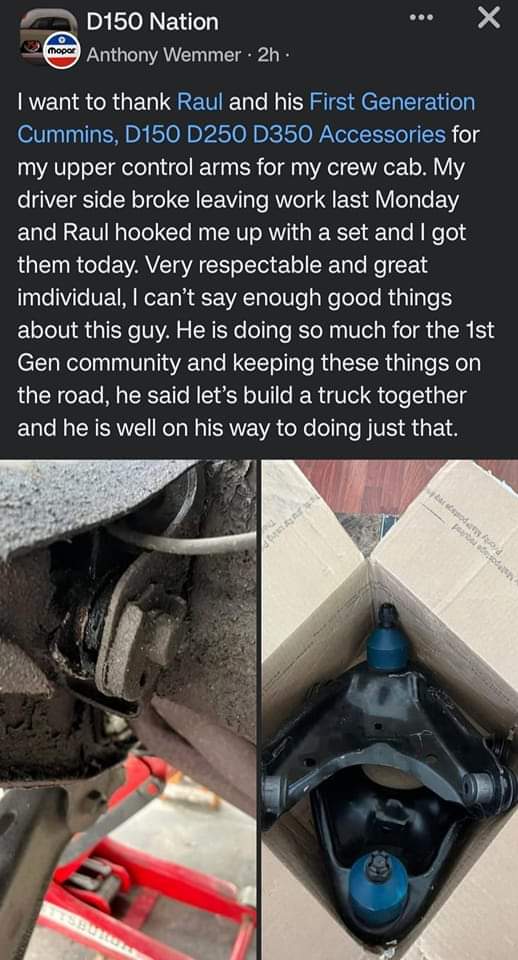 D150 Nation
mopar
Anthony Wemmer · 2h ·
I want to thank Raul and his First Generation
Cummins, D150 D250 D350 Accessories for
my upper control arms for my crew cab. My
driver side broke leaving work last Monday
and Raul hooked me up with a set and I got
them today. Very respectable and great
imdividual, I can’t say enough good things
about this guy. He is doing so much for the 1st
Gen community and keeping these things on
the road, he said let’s build a truck together
and he is well on his way to doing just that.